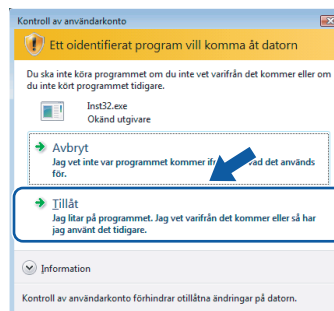 Kontroll av användarkonto
Ett oidentifierat program vill komma åt datorn
Du ska inte köra programmet om du inte vet varifrån det kommer eller om
du inte kört programmet tidigare.
Inst32.exe
Okänd utgivare
Avbryt
Jag vet inte var programmet kommer vad det används
för.
Tillåt
Jag litar på programmet. Jag vet varifrån det kommer eller så har
jag använt det tidigare.
Information
Kontroll av användarkonto förhindrar otillåtna ändringar på datorn.